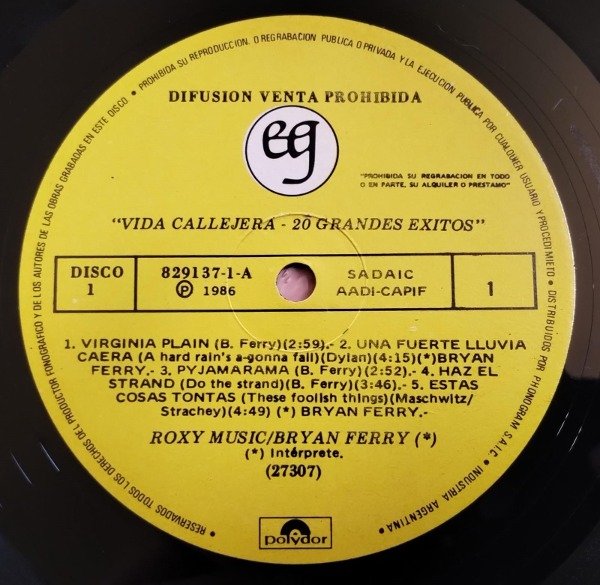 PROHIBIDA SU REPRODUCCION. O REGRABACION PUBLICA O PRIVADA Y LA EJECUCION PUBLICA POR CUALQUIER USUARIO Y PROCEDIMIETO • DISTRIBUIDOS POR PHONOGRAM S.A.I.C. • INDUSTRIA ARGENTINA •
RESERVADOS TODOS LOS DERECHOS DEL PRODUCTOR FONOGRAFICO Y DE LOS AUTORES DE LAS OBRAS GRABADAS EN ESTE DISCO •
DIFUSION VENTA PROHIBIDA
eg
"PROHIBIDA SU REGRABACION EN TODO
O EN PARTE, SU ALQUILER O PRESTAMO"
"VIDA CALLEJERA - 20 GRANDES EXITOS"
DISCO
1
829137-1-A
Ⓟ 1986
SADAIC
AADI-CAPIF
1
1. VIRGINIA PLAIN (B. Ferry)(2:59).- 2. UNA FUERTE LLUVIA
CAERA (A hard rain's a-gonna fall)(Dylan)(4:15)(*)BRYAN
FERRY.- 3. PYJAMARAMA (B. Ferry)(2:52).- 4. HAZ EL
STRAND (Do the strand)(B. Ferry)(3:46).- 5. ESTAS
COSAS TONTAS (These foolish things)(Maschwitz/
Strachey)(4:49) (*) BRYAN FERRY.-
ROXY MUSIC/BRYAN FERRY (*)
(*) Intérprete.
(27307)
polydor